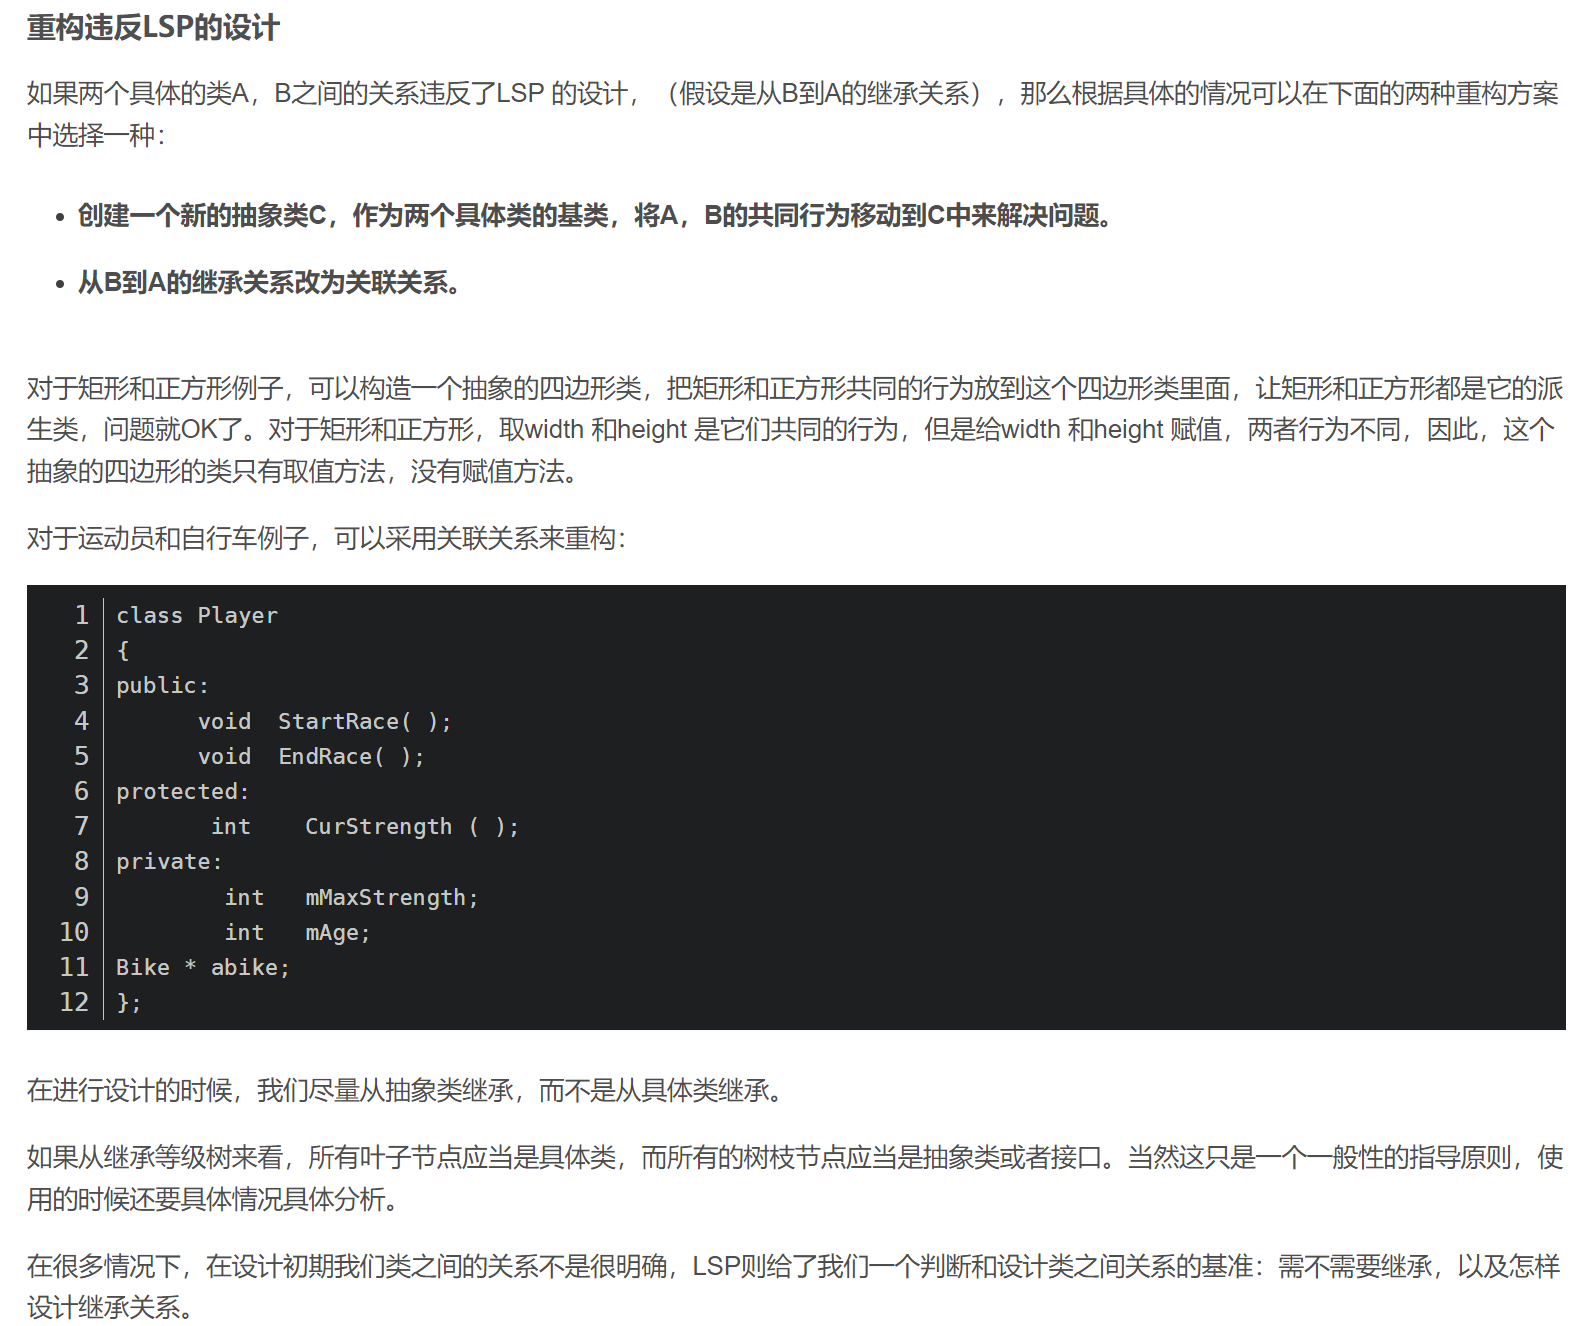 重构违反LSP的设计
如果两个具体的类A，B之间的关系违反了LSP 的设计，（假设是从B到A的继承关系），那么根据具体的情况可以在下面的两种重构方案
中选择一种：
• 创建一个新的抽象类C，作为两个具体类的基类，将A，B的共同行为移动到C中来解决问题。
• 从B到A的继承关系改为关联关系。
对于矩形和正方形例子，可以构造一个抽象的四边形类，把矩形和正方形共同的行为放到这个四边形类里面，让矩形和正方形都是它的派
生类，问题就OK了。对于矩形和正方形，取width 和height 是它们共同的行为，但是给width 和height 赋值，两者行为不同，因此，这个
抽象的四边形的类只有取值方法，没有赋值方法。
对于运动员和自行车例子，可以采用关联关系来重构：
1 class Player
2 {
3 public:
4       void  StartRace( );
5       void  EndRace( );
6 protected:
7        int    CurStrength ( );
8 private:
9         int   mMaxStrength;
10         int   mAge;
11 Bike * abike;
12 };
在进行设计的时候，我们尽量从抽象类继承，而不是从具体类继承。
如果从继承等级树来看，所有叶子节点应当是具体类，而所有的树枝节点应当是抽象类或者接口。当然这只是一个一般性的指导原则，使
用的时候还要具体情况具体分析。
在很多情况下，在设计初期我们类之间的关系不是很明确，LSP则给了我们一个判断和设计类之间关系的基准：需不需要继承，以及怎样
设计继承关系。